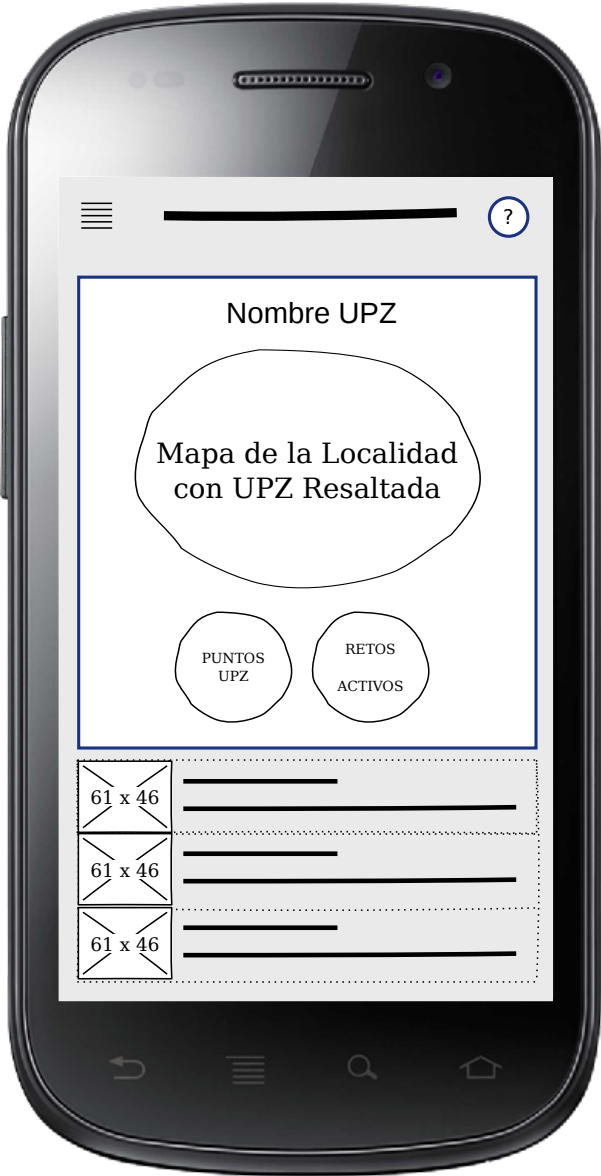 ?
Nombre UPZ
Mapa de la Localidad
con UPZ Resaltada
PUNTOS
UPZ
RETOS
ACTIVOS
61 x 46
61 x 46
61 x 46